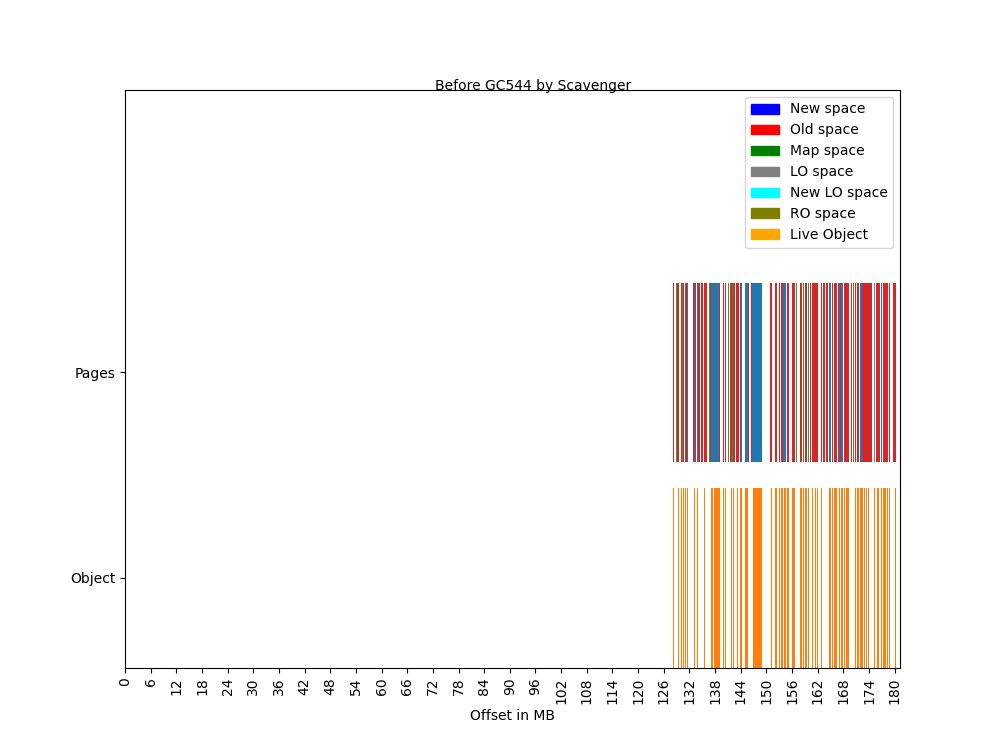 Before GC544 by Scavenger
New space
Old space
Map space
LO space
New LO space
RO space
Live Object
Pages
Object
0 6 12 18 24 30 36 42 48 54 60 66 72 78 84 90 96 102 108 114 120 126 132 138 144 150 156 162 168 174 180
Offset in MB